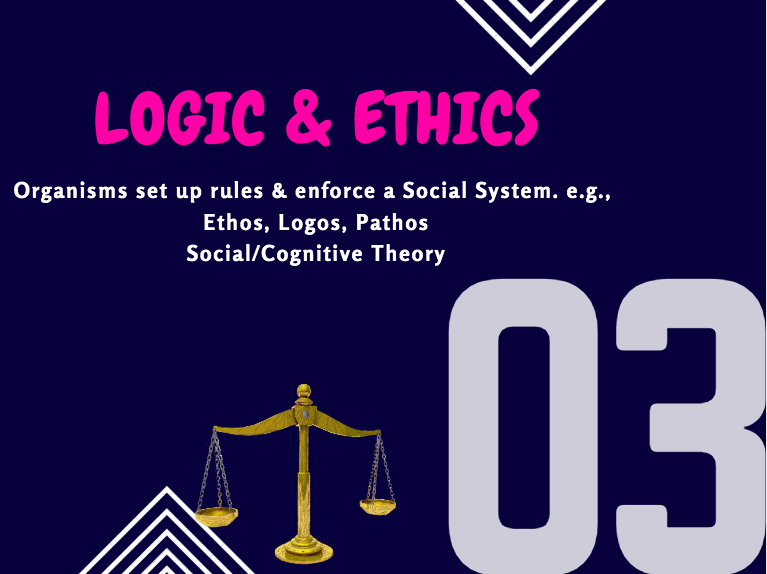 LOGIC & ETHICS
Organisms set up rules & enforce a Social System. e.g.,
Ethos, Logos, Pathos
Social/Cognitive Theory
03